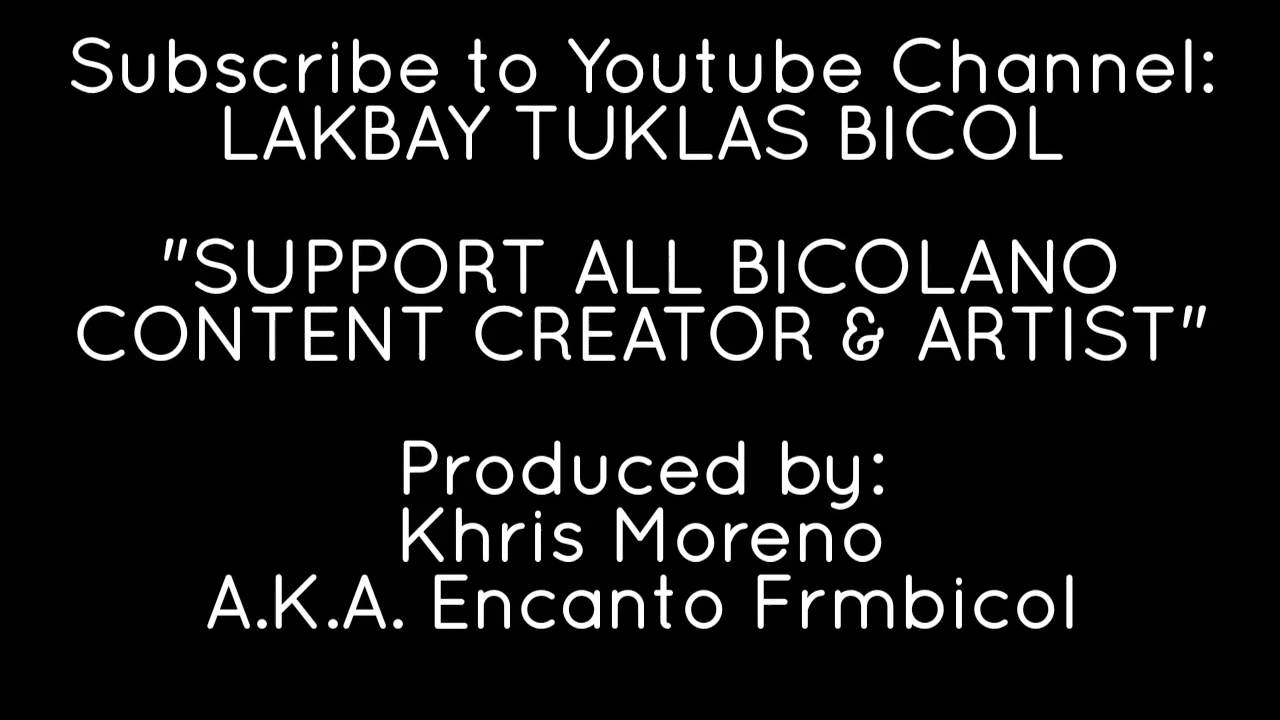 Subscribe to Youtube Channel:
LAKBAY TUKLAS BICOL
"SUPPORT ALL BICOLANO
CONTENT CREATOR & ARTIST"
Produced by:
Khris Moreno
A.K.A. Encanto Frmbicol